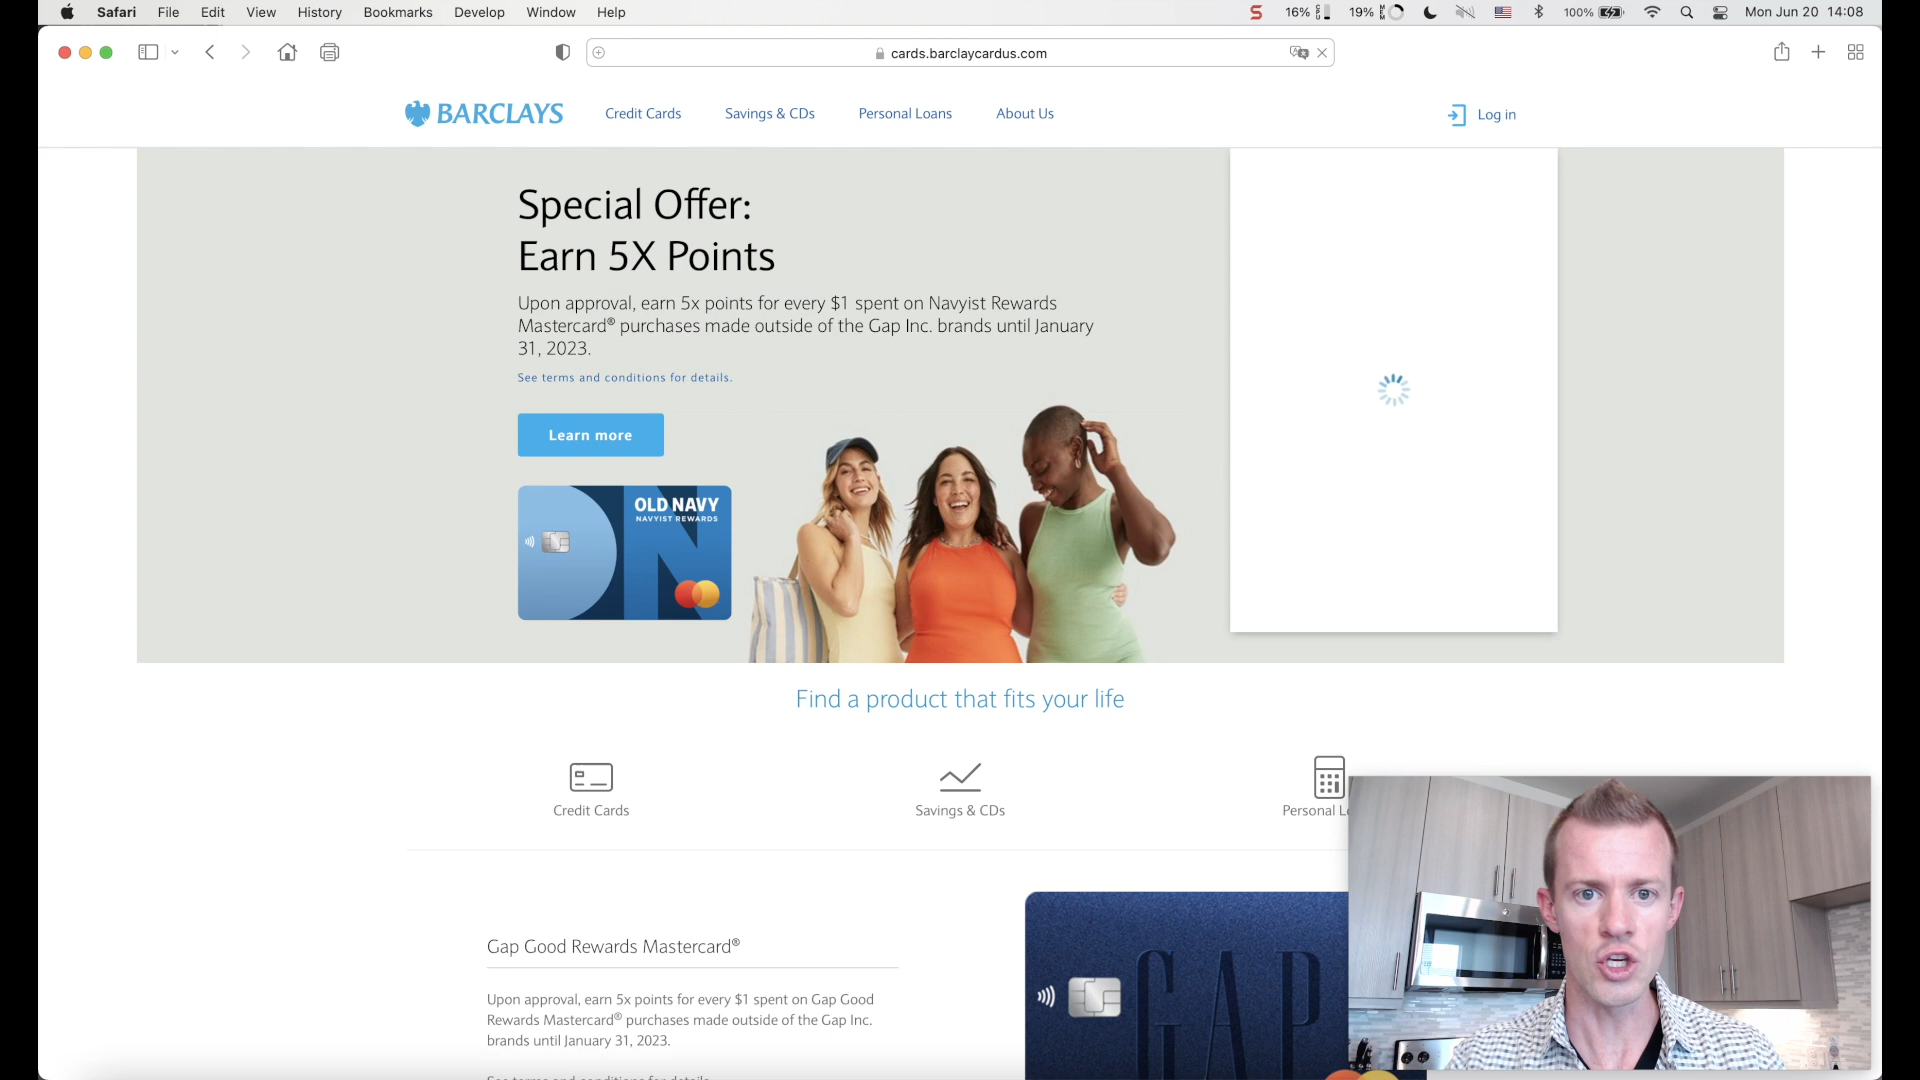 Safari File Edit View History Bookmarks Develop Window Help
16% 19% 100% Mon Jun 20 14:08
cards.barclaycardus.com
BARCLAYS
Credit Cards Savings & CDs Personal Loans About Us
Log in
Special Offer:
Earn 5X Points
Upon approval, earn 5x points for every $1 spent on Navyist Rewards
Mastercard® purchases made outside of the Gap Inc. brands until January
31, 2023.
See terms and conditions for details.
Learn more
OLD NAVY
NAVYIST REWARDS
Find a product that fits your life
Credit Cards
Savings & CDs
Personal
Gap Good Rewards Mastercard®
Upon approval, earn 5x points for every $1 spent on Gap Good
Rewards Mastercard® purchases made outside of the Gap Inc.
brands until January 31, 2023.
See terms and conditions for details
GAP